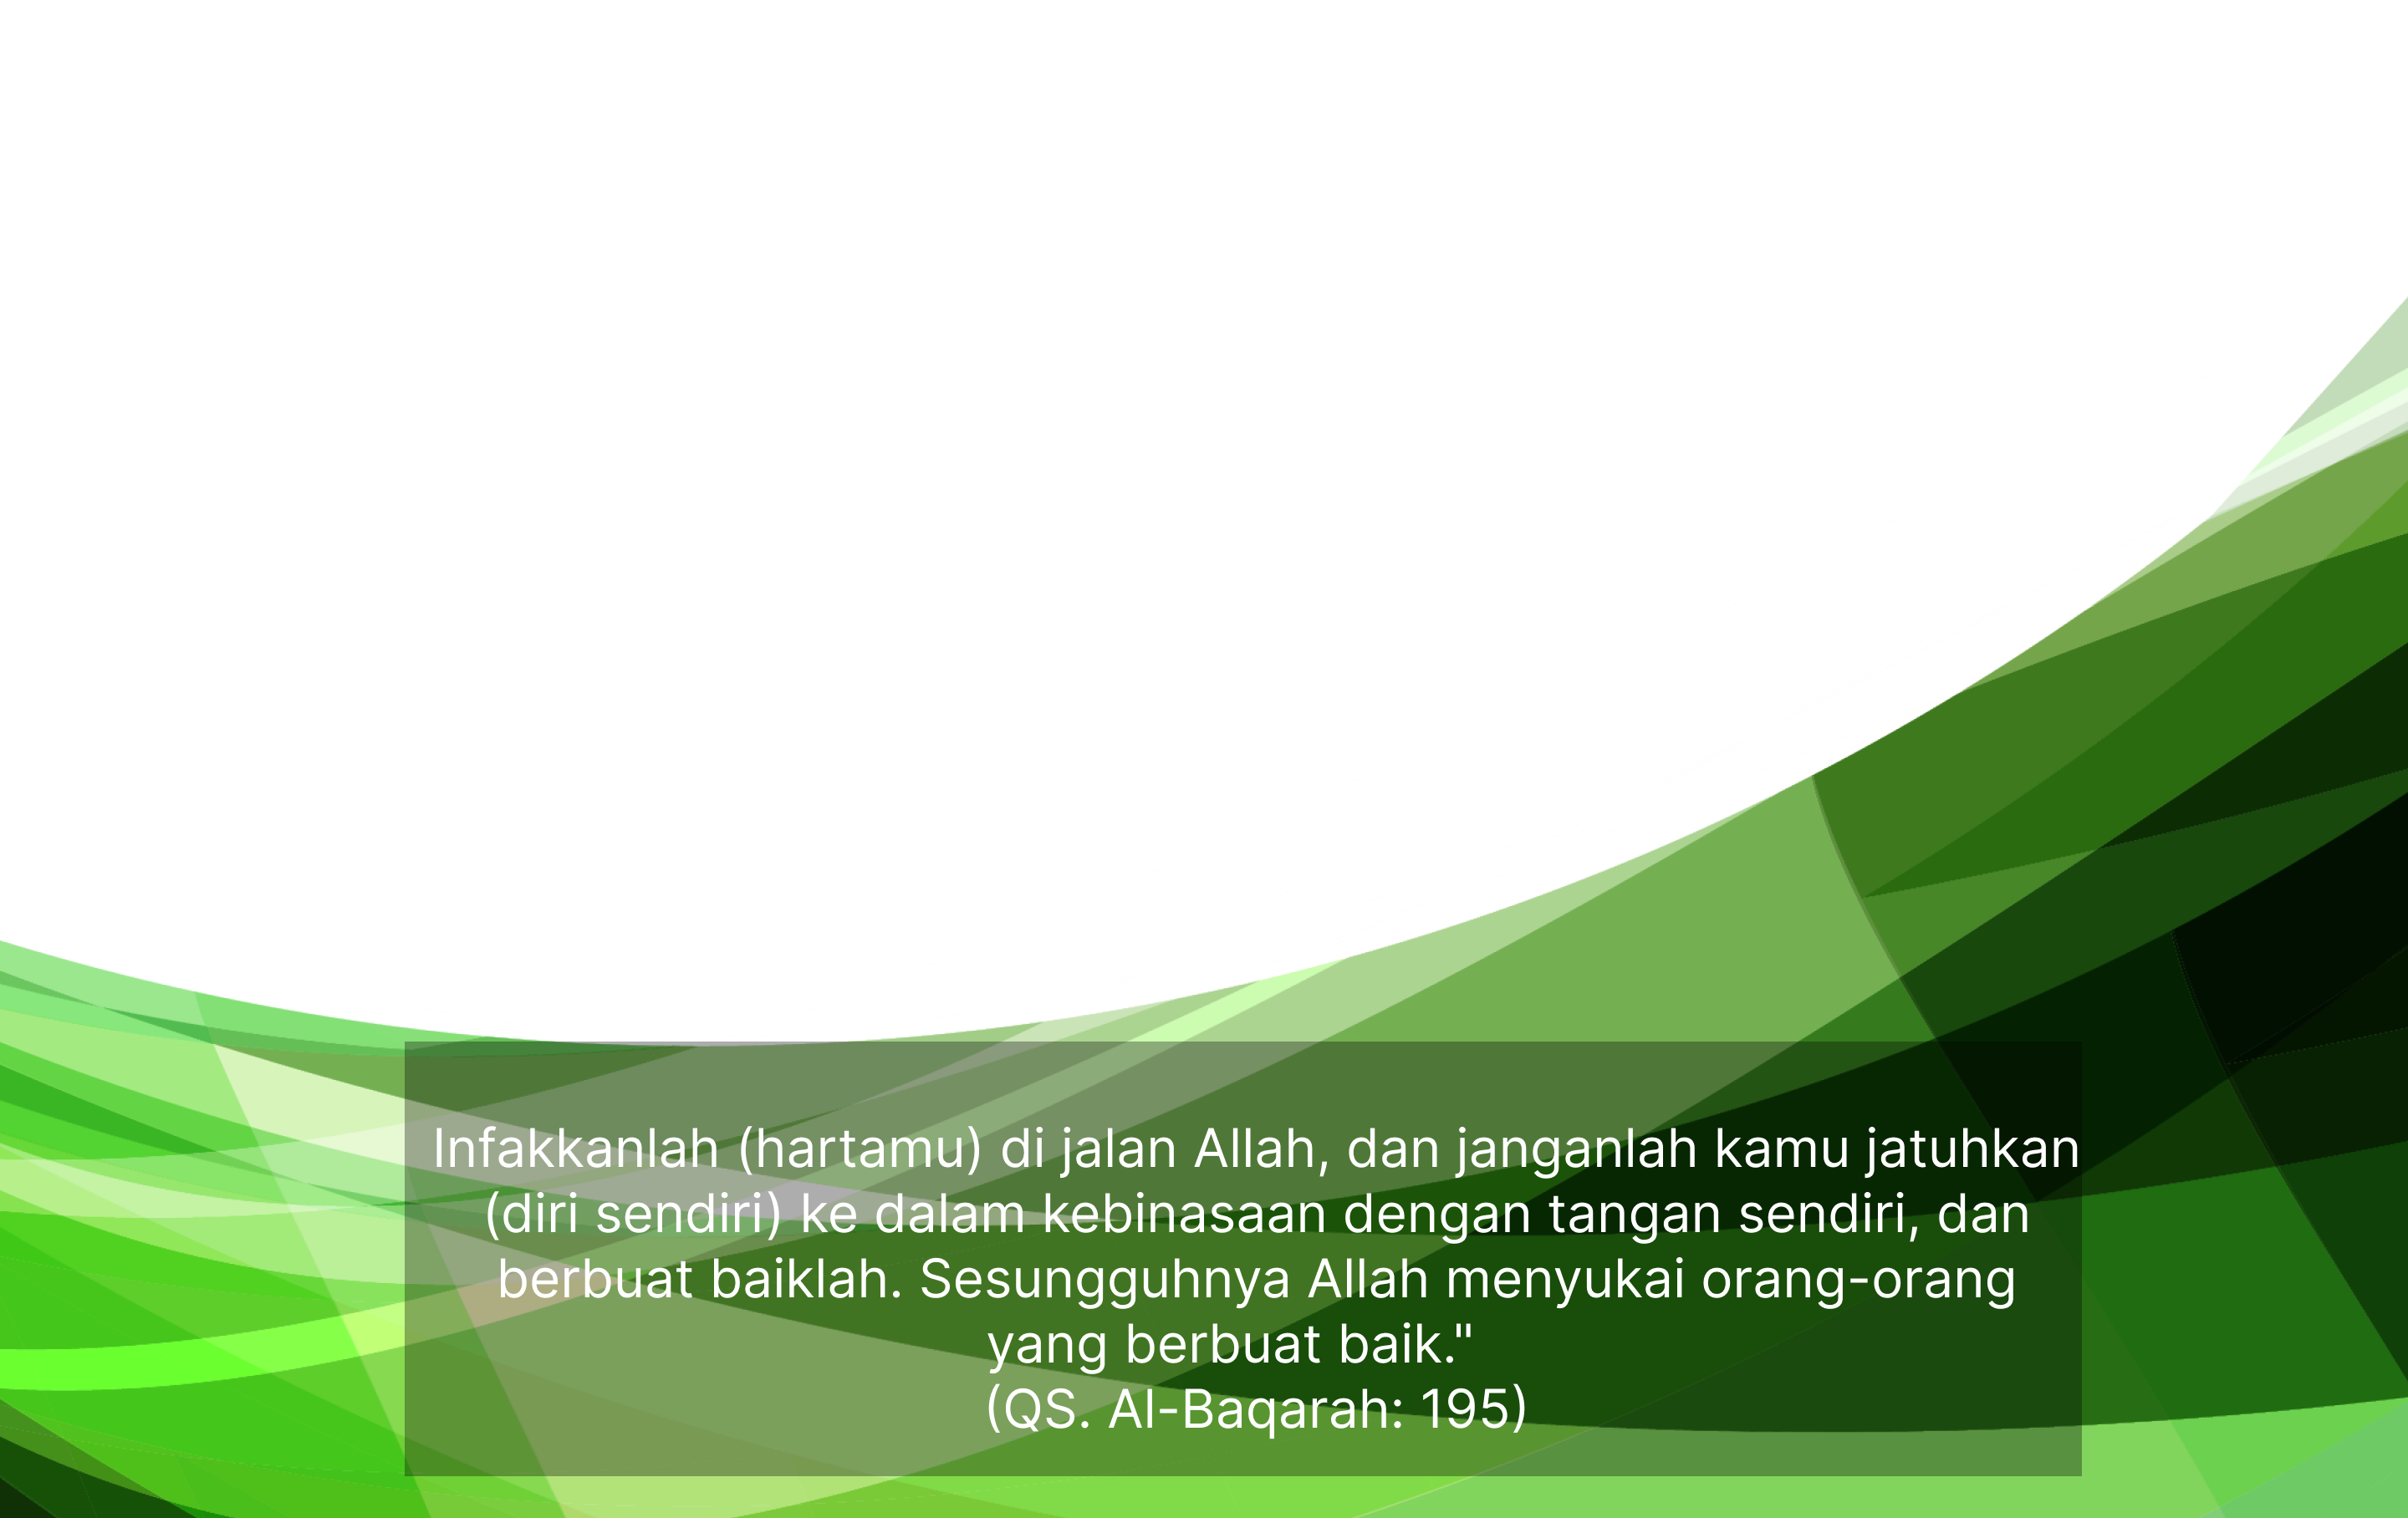 Infakkanlah (hartamu) di jalan Allah, dan janganlah kamu jatuhkan
(diri sendiri) ke dalam kebinasaan dengan tangan sendiri, dan
berbuat baiklah. Sesungguhnya Allah menyukai orang-orang
yang berbuat baik."
(QS. Al-Baqarah: 195)